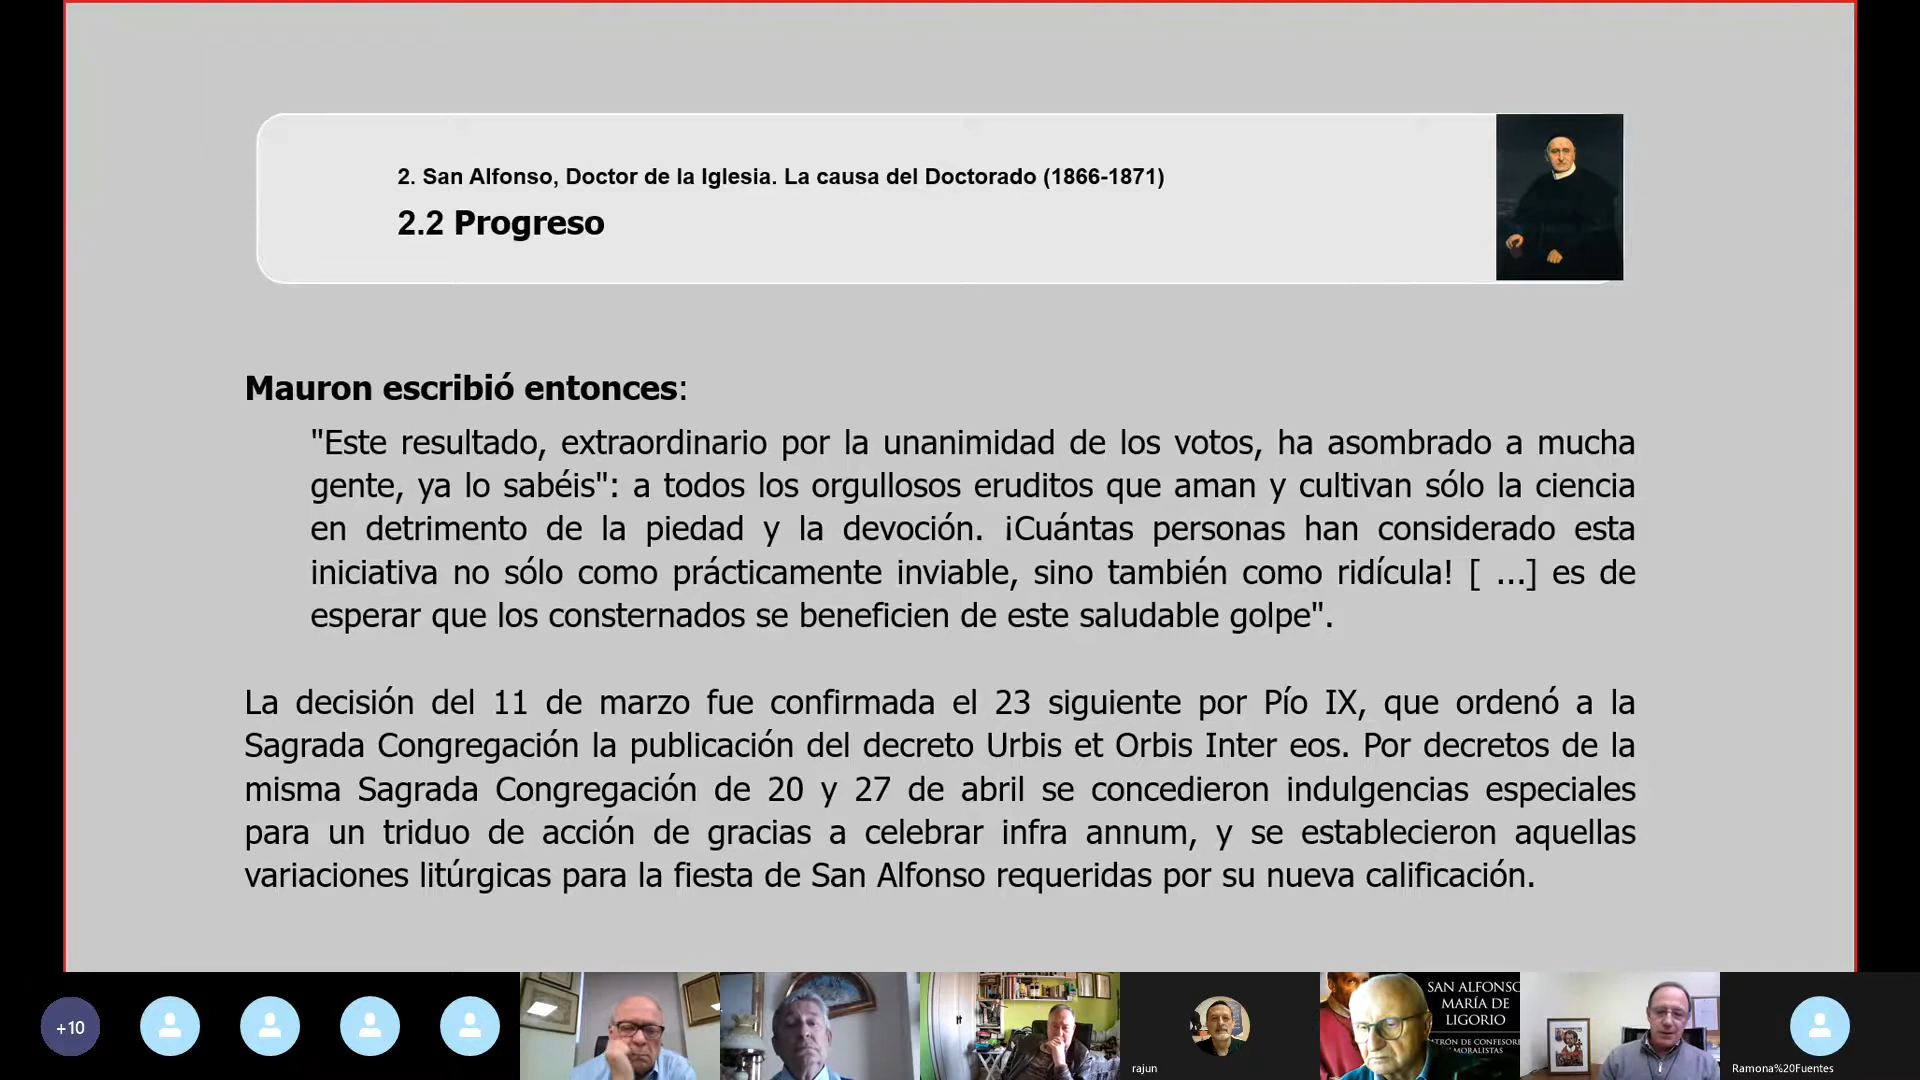 2. San Alfonso, Doctor de la Iglesia. La causa del Doctorado (1866-1871)
2.2 Progreso
Mauron escribió entonces:
"Este resultado, extraordinario por la unanimidad de los votos, ha asombrado a mucha
gente, ya lo sabéis": a todos los orgullosos eruditos que aman y cultivan sólo la ciencia
en detrimento de la piedad y la devoción. ¡Cuántas personas han considerado esta
iniciativa no sólo como prácticamente inviable, sino también como ridícula! [ ...] es de
esperar que los consternados se beneficien de este saludable golpe".
La decisión del 11 de marzo fue confirmada el 23 siguiente por Pío IX, que ordenó a la
Sagrada Congregación la publicación del decreto Urbis et Orbis Inter eos. Por decretos de la
misma Sagrada Congregación de 20 y 27 de abril se concedieron indulgencias especiales
para un triduo de acción de gracias a celebrar infra annum, y se establecieron aquellas
variaciones litúrgicas para la fiesta de San Alfonso requeridas por su nueva calificación.
+10
rajun
SAN ALFONSO
MARÍA DE
LIGORIO
PATRÓN DE CONFESORE
MORALISTAS
Ramona%20Fuentes